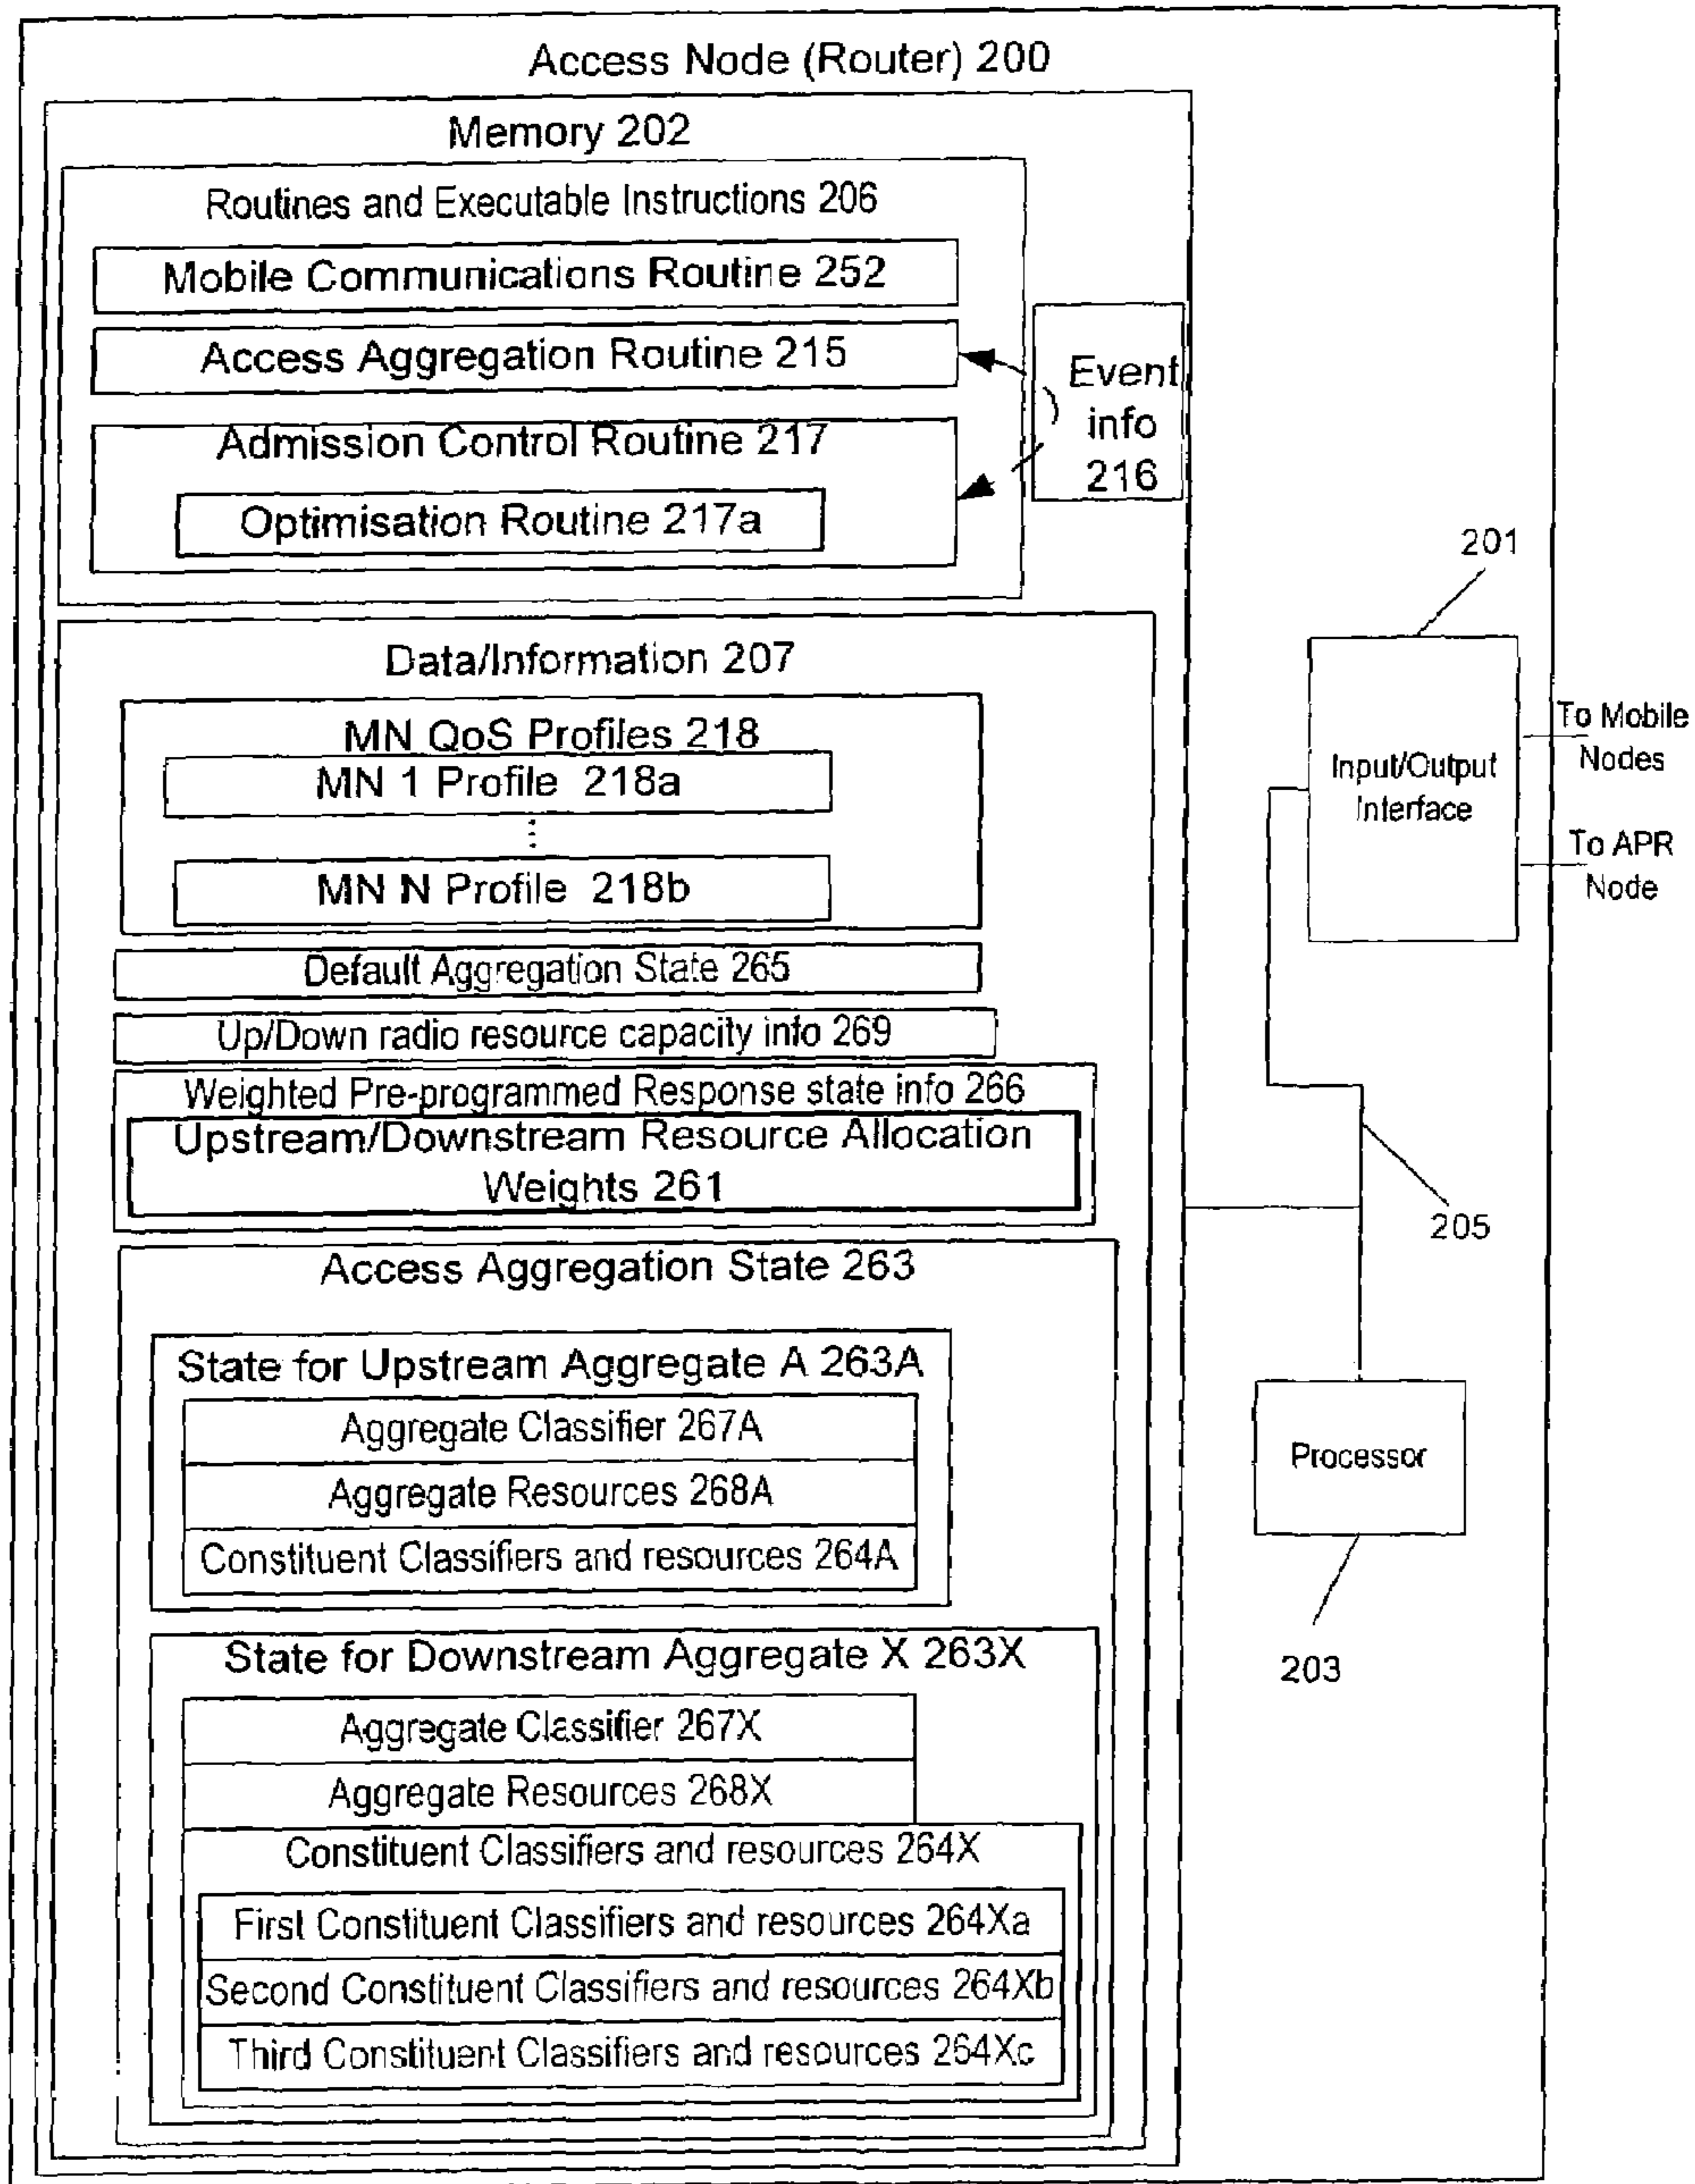 Access Node (Router) 200
Memory 202
Routines and Executable Instructions 206
Mobile Communications Routine 252
Access Aggregation Routine 215
Admission Control Routine 217
Optimisation Routine 217a
Event
info
216
Data/Information 207
MN QoS Profiles 218
MN 1 Profile 218a
MN N Profile 218b
Default Aggregation State 265
Up/Down radio resource capacity info 269
Weighted Pre-programmed Response state info 266
Upstream/Downstream Resource Allocation
Weights 261
Access Aggregation State 263
State for Upstream Aggregate A 263A
Aggregate Classifier 267A
Aggregate Resources 268A
Constituent Classifiers and resources 264A
State for Downstream Aggregate X 263X
Aggregate Classifier 267X
Aggregate Resources 268X
Constituent Classifiers and resources 264X
First Constituent Classifiers and resources 264Xa
Second Constituent Classifiers and resources 264Xb
Third Constituent Classifiers and resources 264Xc
201
Input/Output
Interface
To Mobile
Nodes
To APR
Node
205
Processor
203